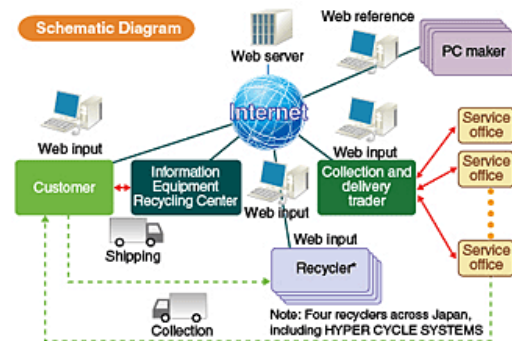 Schematic Diagram
Web server
Web reference
PC maker
Internet
Web input
Web input
Service
office
Service
office
Customer
Information
Equipment
Recycling Center
Web input
Collection and
delivery
trader
Shipping
Web input
Recycler*
Service
office
Collection
Note: Four recyclers across Japan,
including HYPER CYCLE SYSTEMS